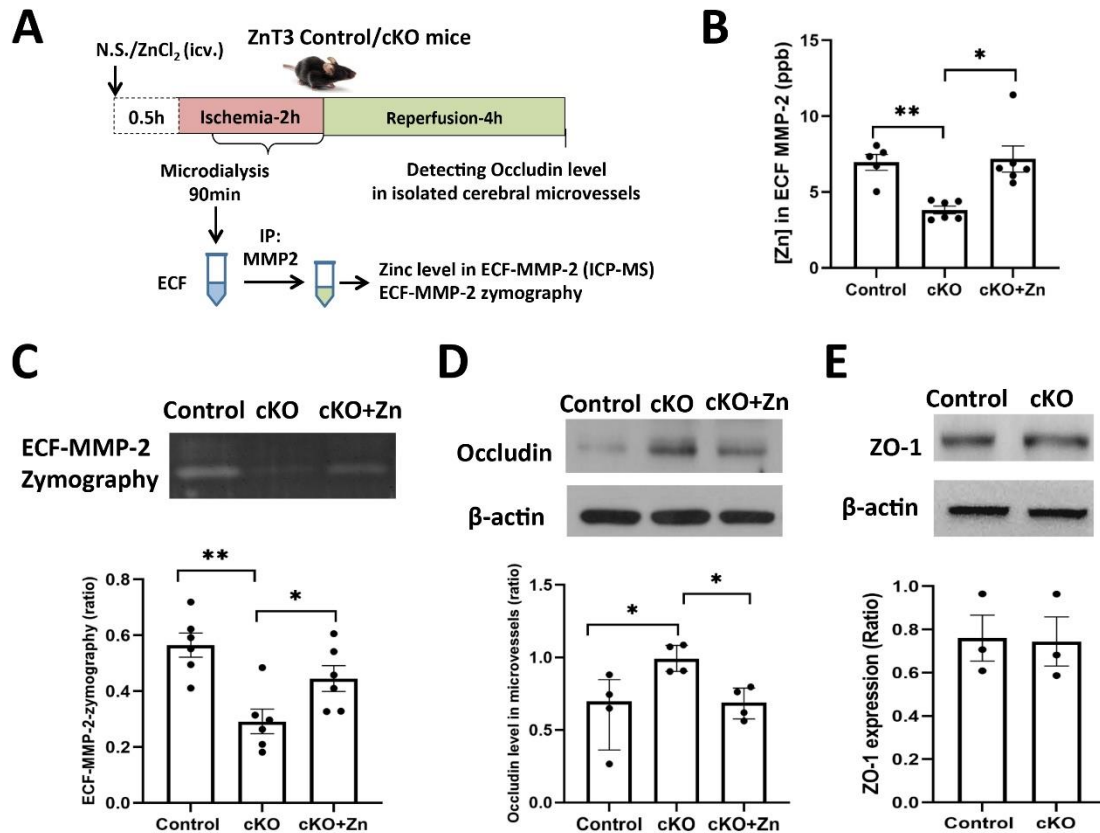 A
ZnT3 Control/cKO mice
N.S./ZnCl₂ (icv.)
0.5h
Ischemia-2h
Reperfusion-4h
Microdialysis
90min
Detecting Occludin level
in isolated cerebral microvessels
IP:
MMP2
ECF
Zinc level in ECF-MMP-2 (ICP-MS)
ECF-MMP-2 zymography
B
[Zn] in ECF MMP-2 (ppb)
15
10
5
0
**
*
Control cKO cKO+Zn
C
Control cKO cKO+Zn
ECF-MMP-2
Zymography
ECF-MMP-2-zymography (ratio)
0.8
0.6
0.4
0.2
0.0
**
*
Control cKO cKO+Zn
D
Control cKO cKO+Zn
Occludin
β-actin
Occludin level in microvessels (ratio)
1.5
1.0
0.5
0.0
*
*
Control cKO cKO+Zn
E
Control cKO
ZO-1
β-actin
ZO-1 expression (Ratio)
1.0
0.8
0.6
0.4
0.2
0.0
Control cKO